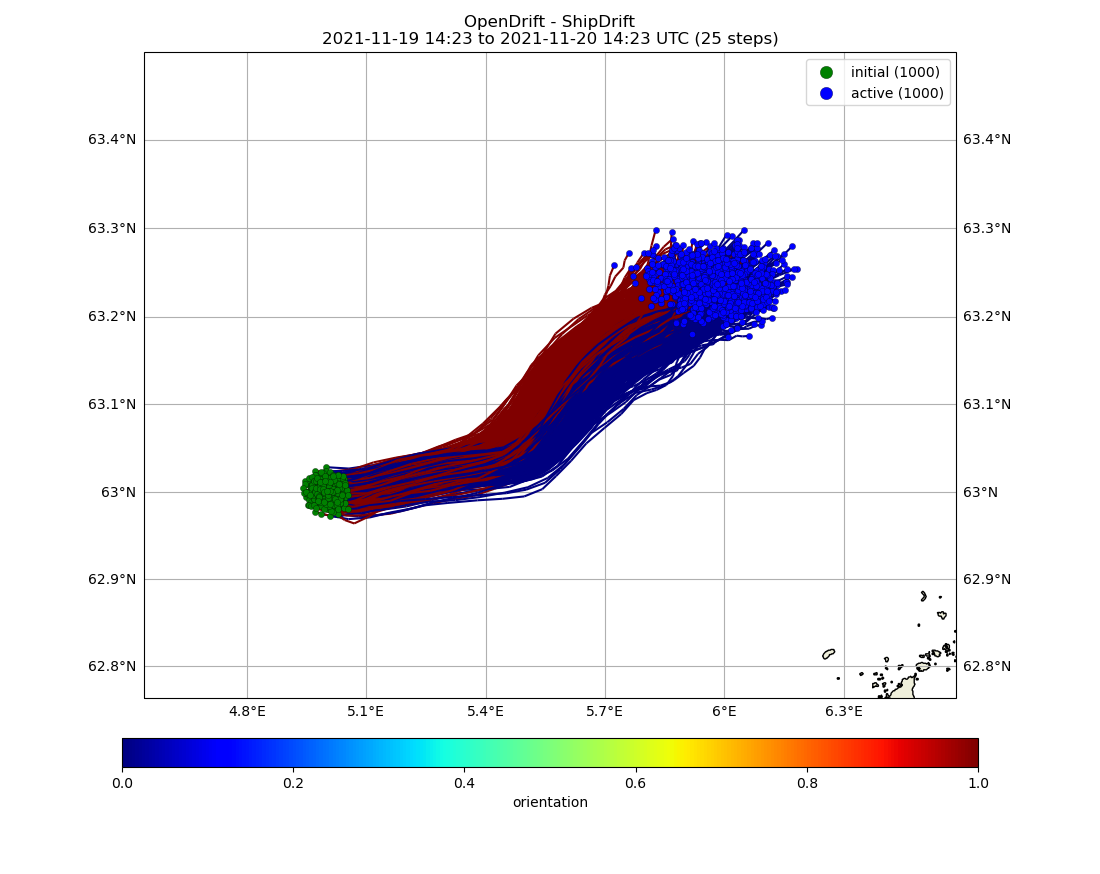 OpenDrift - ShipDrift
2021-11-19 14:23 to 2021-11-20 14:23 UTC (25 steps)
initial (1000)
active (1000)
63.4°N 63.4°N
63.3°N 63.3°N
63.2°N 63.2°N
63.1°N 63.1°N
63°N 63°N
62.9°N 62.9°N
62.8°N 62.8°N
4.8°E 5.1°E 5.4°E 5.7°E 6°E 6.3°E
0.0 0.2 0.4 0.6 0.8 1.0
orientation